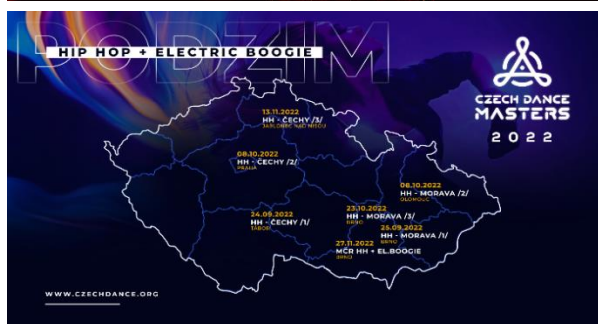 PODZIM
HIP HOP + ELECTRIC BOOGIE
CZECH DANCE
MASTERS
2022
13.11.2022
HH - ČECHY /3/
JABLONEC NAD NISOU
08.10.2022
HH - ČECHY /2/
PRAHA
08.10.2022
HH - MORAVA /2/
OLOMOUC
24.09.2022
HH - ČECHY /1/
TÁBOR
23.10.2022
HH - MORAVA /3/
BRNO
25.09.2022
HH - MORAVA /1/
BRNO
27.11.2022
MČR HH + EL.BOOGIE
BRNO
WWW.CZECHDANCE.ORG